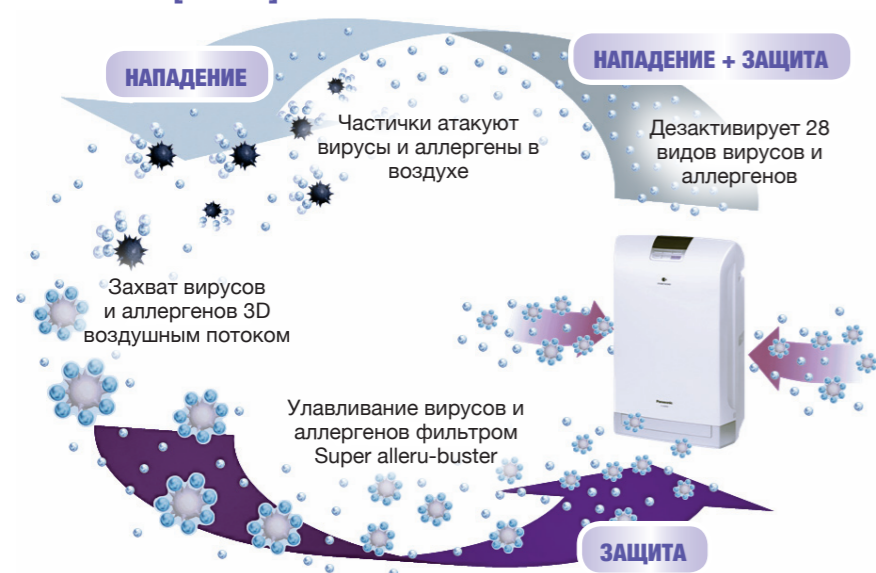 НАПАДЕНИЕ
НАПАДЕНИЕ + ЗАЩИТА
Частички атакуют
вирусы и аллергены в
воздухе
Дезактивирует 28
видов вирусов и
аллергенов
Захват вирусов
и аллергенов 3D
воздушным потоком
Улавливание вирусов и
аллергенов фильтром
Super alleru-buster
Panasonic
ЗАЩИТА